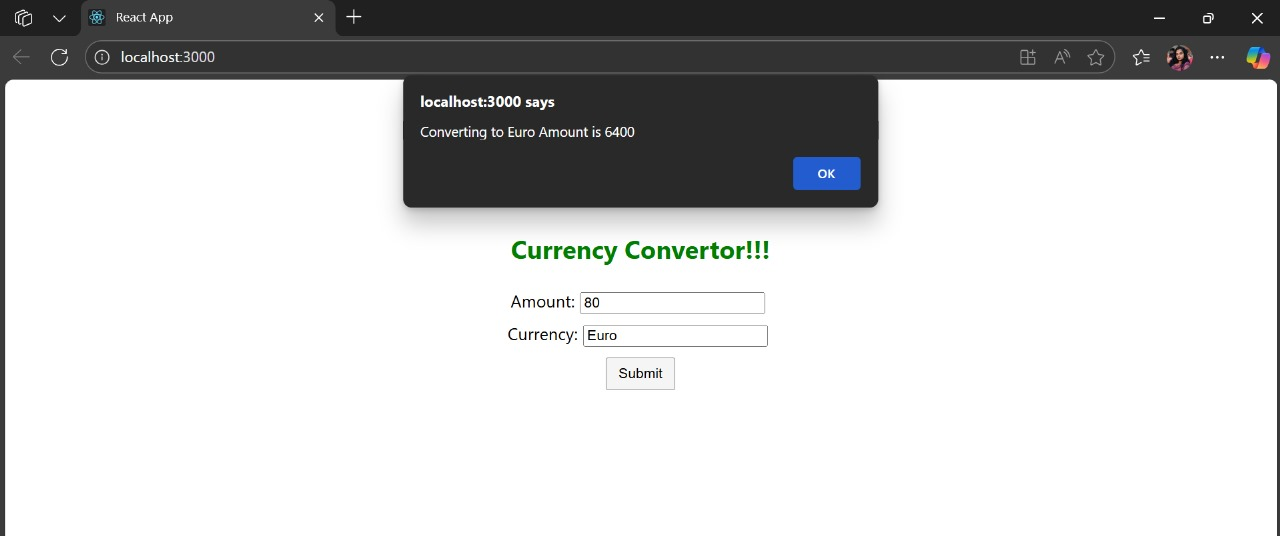 React App
localhost:3000
localhost:3000 says
Converting to Euro Amount is 6400
OK
Currency Convertor!!!
Amount: 80
Currency: Euro
Submit